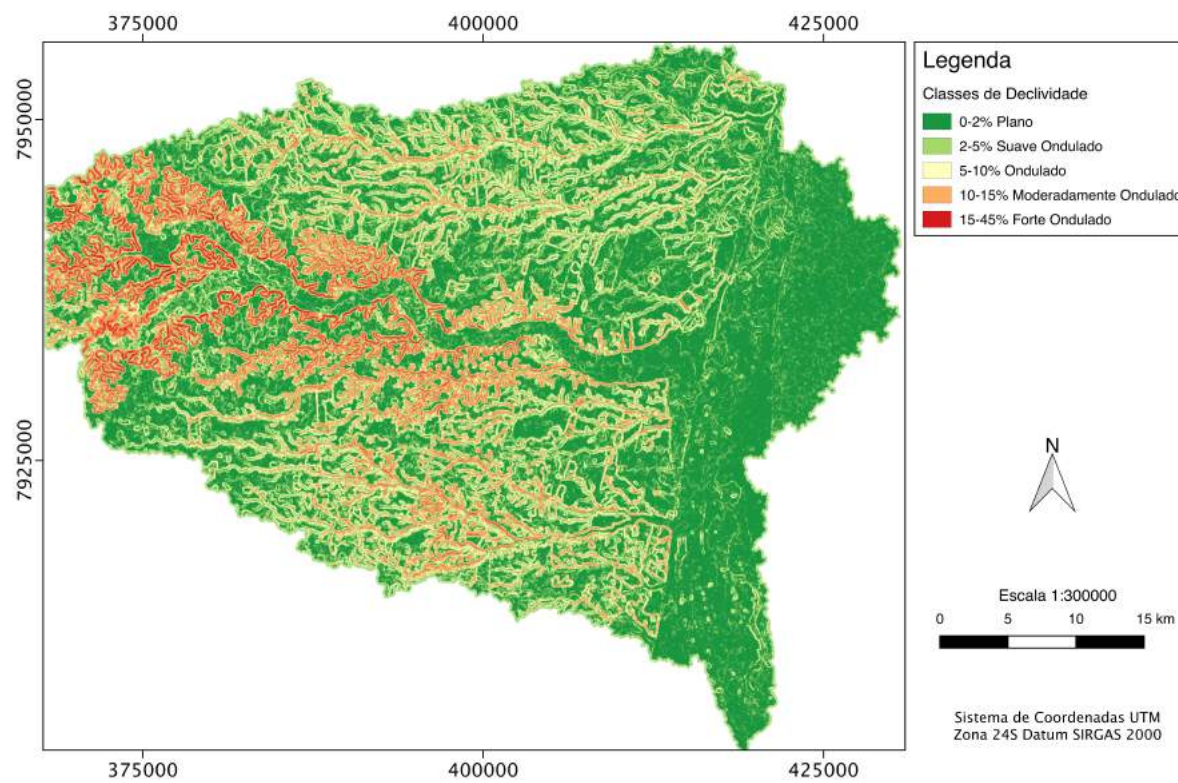 375000
400000
425000
7950000
7925000
375000
400000
425000
Legenda
Classes de Declividade
0-2% Plano
2-5% Suave Ondulado
5-10% Ondulado
10-15% Moderadamente Ondulado
15-45% Forte Ondulado
N
Escala 1:300000
0 5 10 15 km
Sistema de Coordenadas UTM
Zona 24S Datum SIRGAS 2000